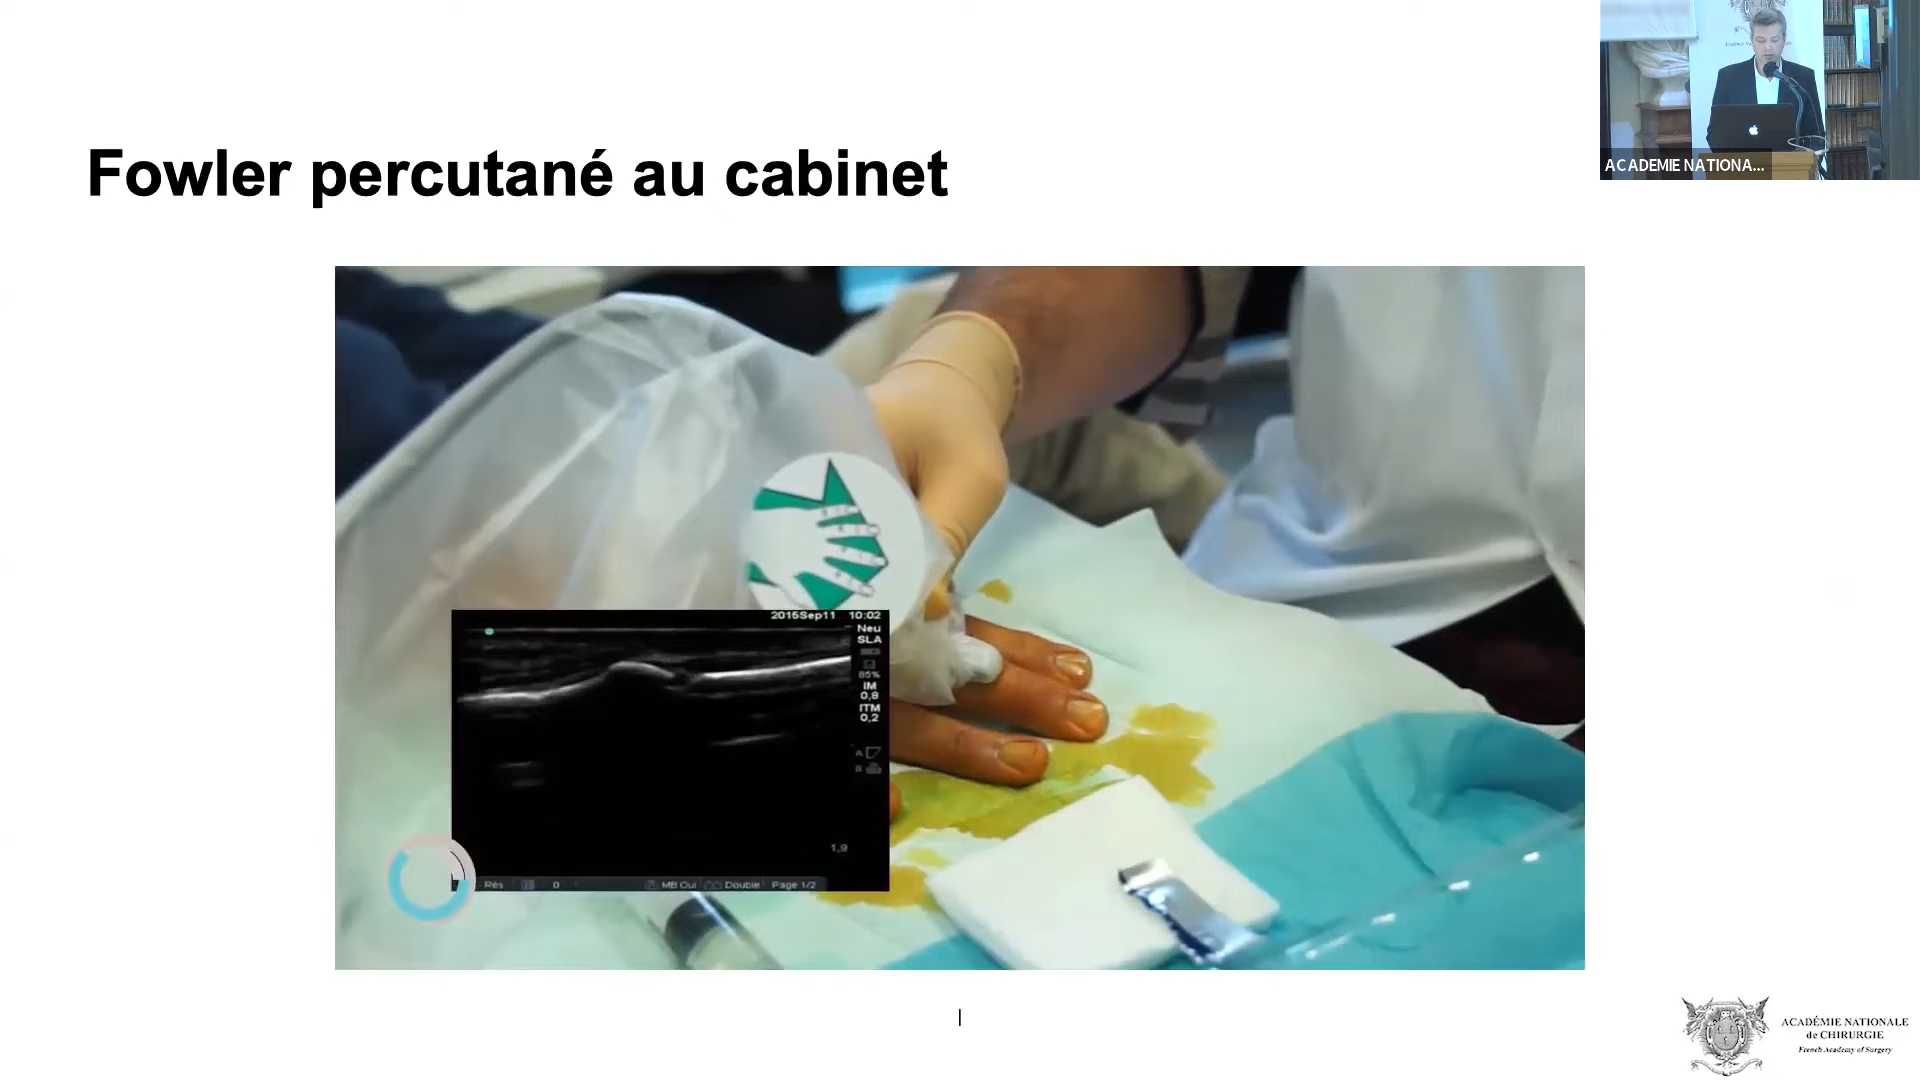 Fowler percutané au cabinet
ACADEMIE NATIONA...
2015Sep11 10:02
Neu
SLA
85%
IM
0,8
ITM
0,2
A
B
1,9
Rés 0 MB Oui Double Page 1/2
ACADÉMIE NATIONALE
de CHIRURGIE
French Academy of Surgery